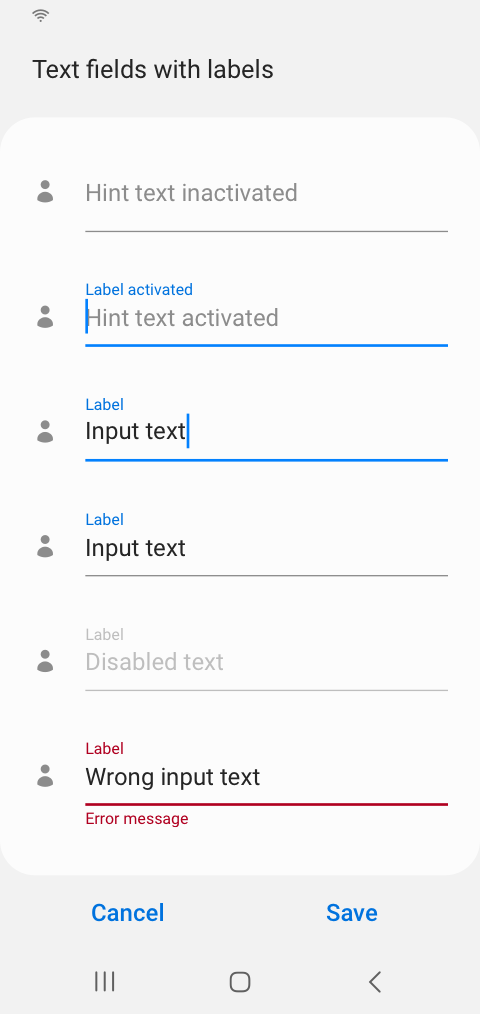 Text fields with labels
Hint text inactivated
Label activated
Hint text activated
Label
Input text
Label
Input text
Label
Disabled text
Label
Wrong input text
Error message
Cancel Save